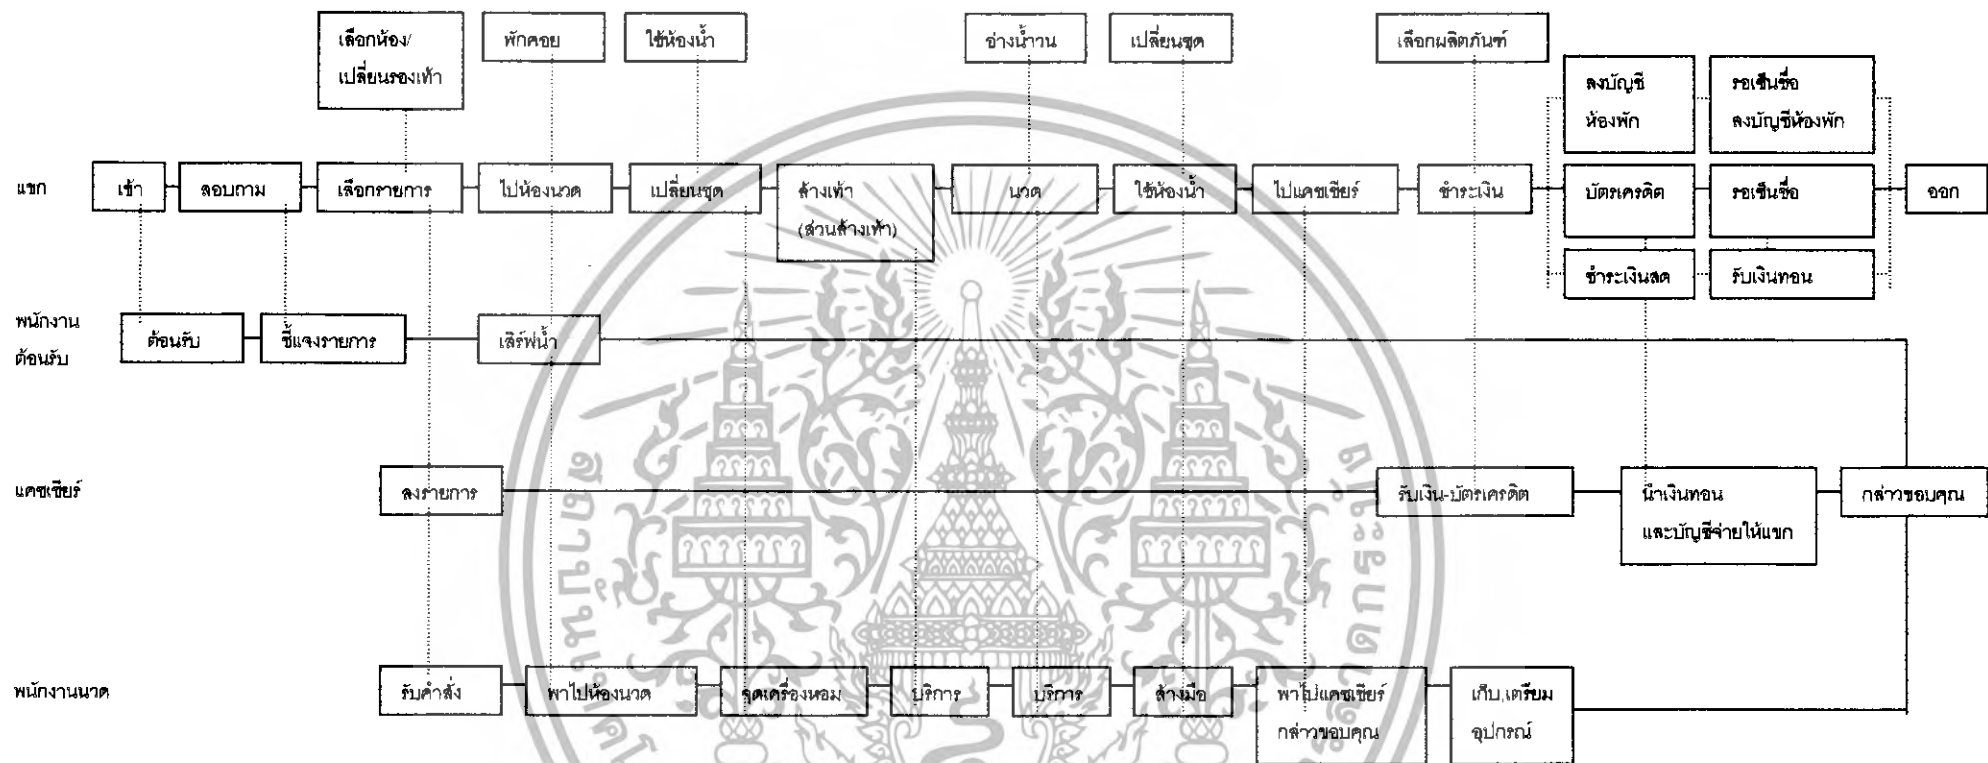 เลือกห้อง/
เปลี่ยนรองเท้า
พักคอย
ใช้ห้องน้ำ
อ่างน้ำวน
เปลี่ยนชุด
เลือกผลิตภัณฑ์
ลงบัญชี
ห้องพัก
รอเซ็นชื่อ
ลงบัญชีห้องพัก
แขก
เข้า
สอบถาม
เลือกรายการ
ไปห้องนวด
เปลี่ยนชุด
ล้างเท้า
(ส่วนล้างเท้า)
นวด
ใช้ห้องน้ำ
ไปแคชเชียร์
ชำระเงิน
บัตรเครดิต
รอเซ็นชื่อ
ออก
ชำระเงินสด
รับเงินทอน
พนักงาน
ต้อนรับ
ต้อนรับ
ชี้แจงรายการ
เสิร์ฟน้ำ
แคชเชียร์
ลงรายการ
รับเงิน-บัตรเครดิต
นำเงินทอน
และบัญชีจ่ายให้แขก
กล่าวขอบคุณ
พนักงานนวด
รับคำสั่ง
พาไปห้องนวด
จุดเครื่องหอม
บริการ
บริการ
ล้างมือ
พาไปแคชเชียร์
กล่าวขอบคุณ
เก็บ,เตรียม
อุปกรณ์